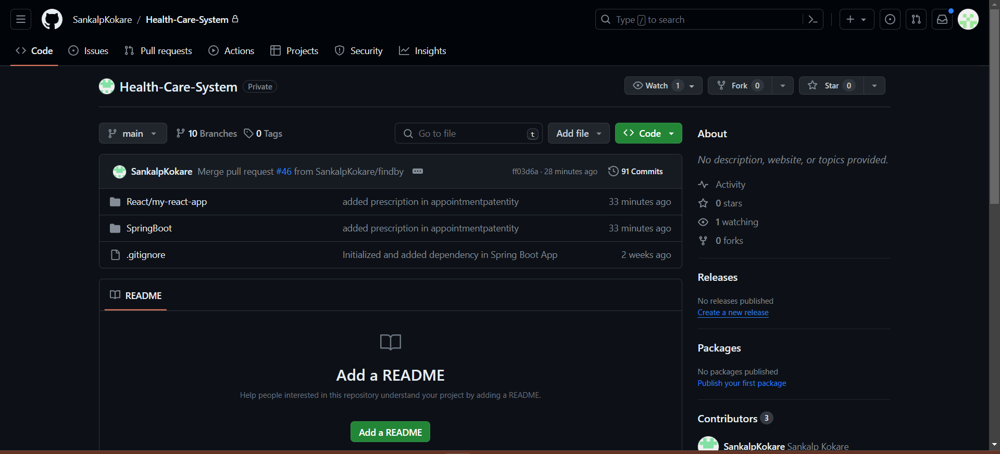 SankalpKokare / Health-Care-System
Type / to search
Code
Issues
Pull requests
Actions
Projects
Security
Insights
Health-Care-System Private
Watch 1
Fork 0
Star 0
main
10 Branches
0 Tags
Go to file t
Add file
Code
SankalpKokare Merge pull request #46 from SankalpKokare/findby
ff03d6a · 28 minutes ago
91 Commits
React/my-react-app added prescription in appointmentpatentity 33 minutes ago
SpringBoot added prescription in appointmentpatentity 33 minutes ago
.gitignore Initialized and added dependency in Spring Boot App 2 weeks ago
README
Add a README
Help people interested in this repository understand your project by adding a README.
Add a README
About
No description, website, or topics provided.
Activity
0 stars
1 watching
0 forks
Releases
No releases published
Create a new release
Packages
No packages published
Publish your first package
Contributors 3
SankalpKokare Sankalp Kokare